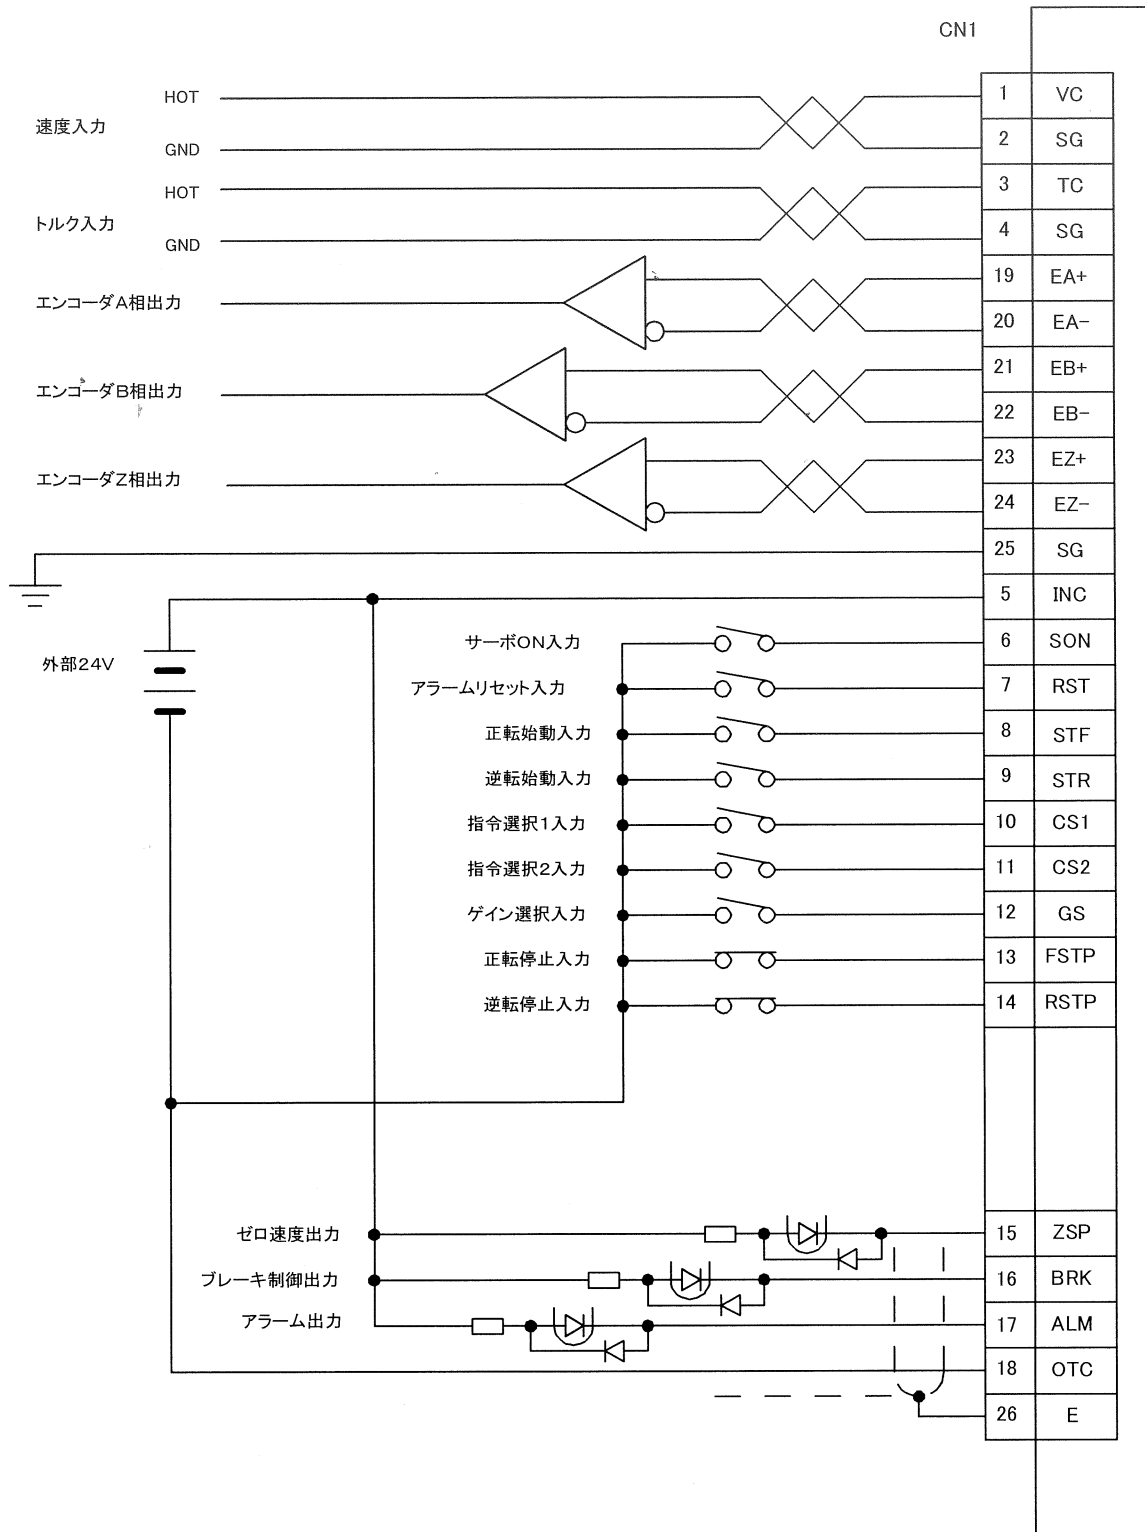 CN1
HOT 1 VC
速度入力
GND 2 SG
HOT 3 TC
トルク入力
GND 4 SG
19 EA+
エンコーダA相出力
20 EA-
21 EB+
エンコーダB相出力
22 EB-
23 EZ+
エンコーダZ相出力
24 EZ-
25 SG
5 INC
外部24V
サーボON入力 6 SON
アラームリセット入力 7 RST
正転始動入力 8 STF
逆転始動入力 9 STR
指令選択1入力 10 CS1
指令選択2入力 11 CS2
ゲイン選択入力 12 GS
正転停止入力 13 FSTP
逆転停止入力 14 RSTP
ゼロ速度出力 15 ZSP
ブレーキ制御出力 16 BRK
アラーム出力 17 ALM
18 OTC
26 E